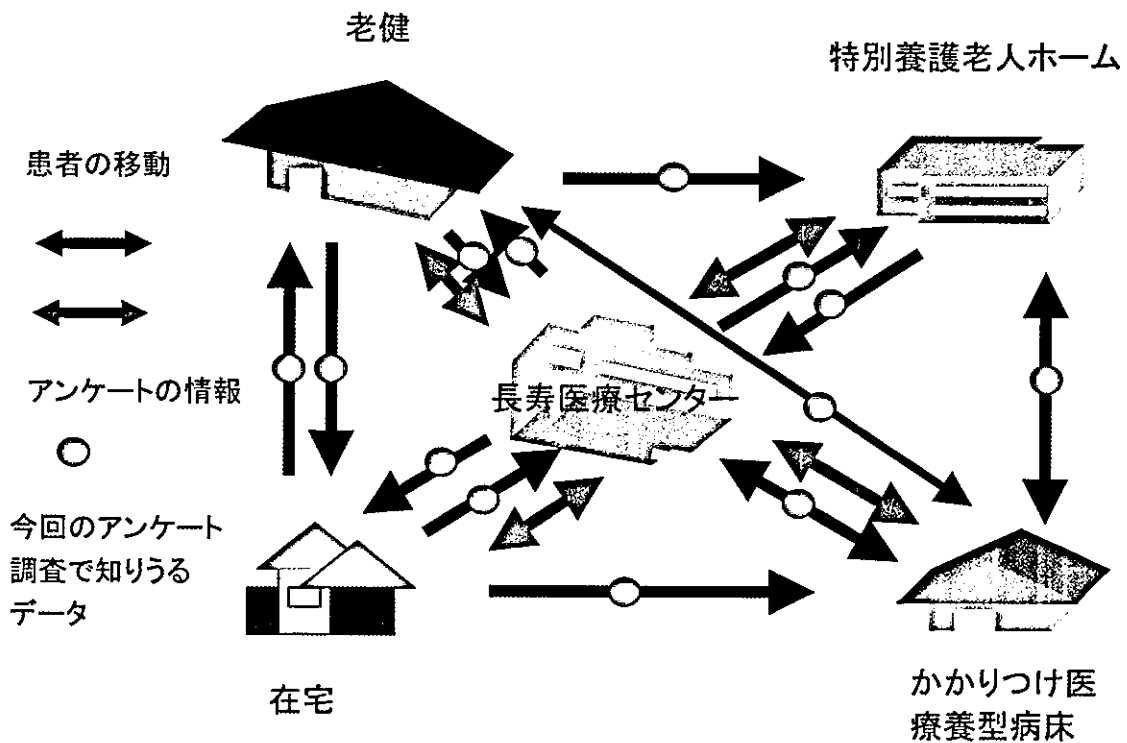 老健
特別養護老人ホーム
患者の移動
アンケートの情報
長寿医療センター
今回のアンケート
調査で知りうる
データ
在宅
かかりつけ医
療養型病床